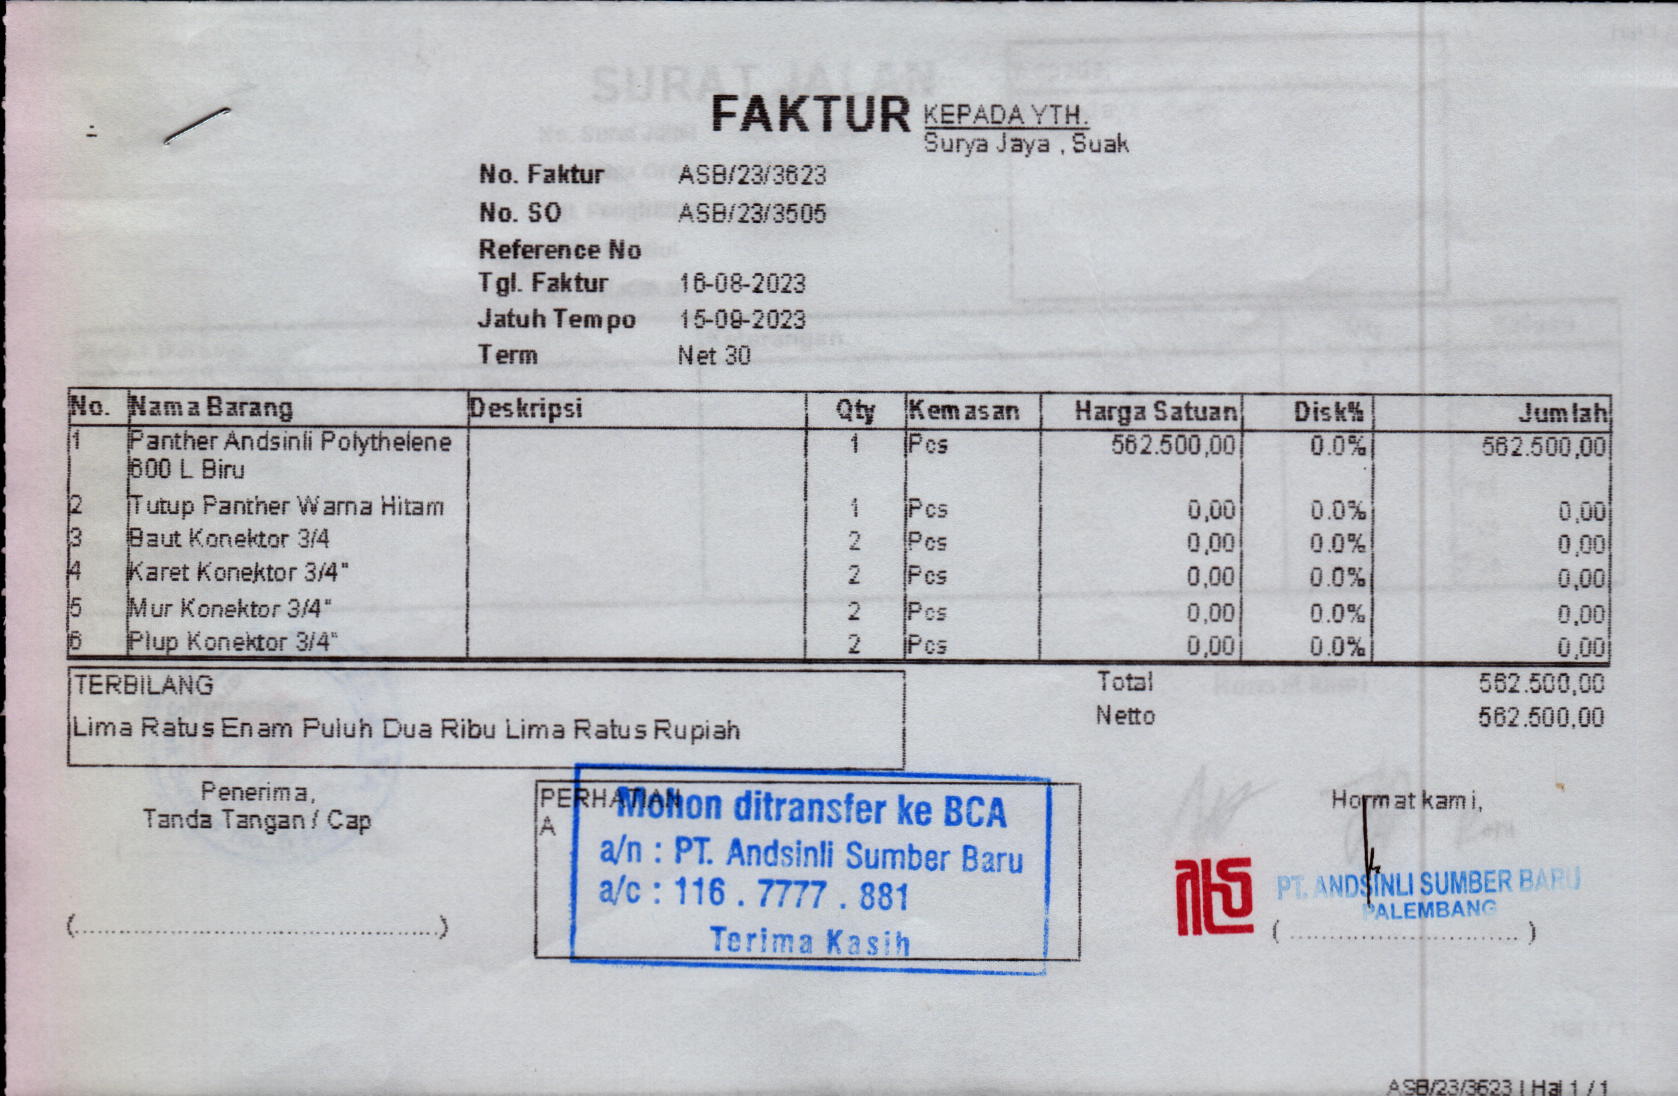 FAKTUR
KEPADA YTH.
Surya Jaya , Suak
No. Faktur ASB/23/3623
No. SO ASB/23/3505
Reference No
Tgl. Faktur 16-08-2023
Jatuh Tempo 15-09-2023
Term Net 30
No. Nama Barang Deskripsi Qty Kemasan Harga Satuan Disk% Jumlah
1 Panther Andsinli Polythelene 1 Pcs 562.500,00 0.0% 562.500,00
600 L Biru
2 Tutup Panther Warna Hitam 1 Pcs 0,00 0.0% 0,00
3 Baut Konektor 3/4 2 Pcs 0,00 0.0% 0,00
4 Karet Konektor 3/4" 2 Pcs 0,00 0.0% 0,00
5 Mur Konektor 3/4" 2 Pcs 0,00 0.0% 0,00
6 Plup Konektor 3/4" 2 Pcs 0,00 0.0% 0,00
TERBILANG
Lima Ratus Enam Puluh Dua Ribu Lima Ratus Rupiah
Total 562.500,00
Netto 562.500,00
Penerima,
Tanda Tangan / Cap
(..............................................)
PERHATIAN
A
Mohon ditransfer ke BCA
a/n : PT. Andsinli Sumber Baru
a/c : 116 . 7777 . 881
Terima Kasih
Hormat kami,
PT. ANDSINLI SUMBER BARU
PALEMBANG
( ............................. )
ASB/23/3623 | Hal 1 / 1